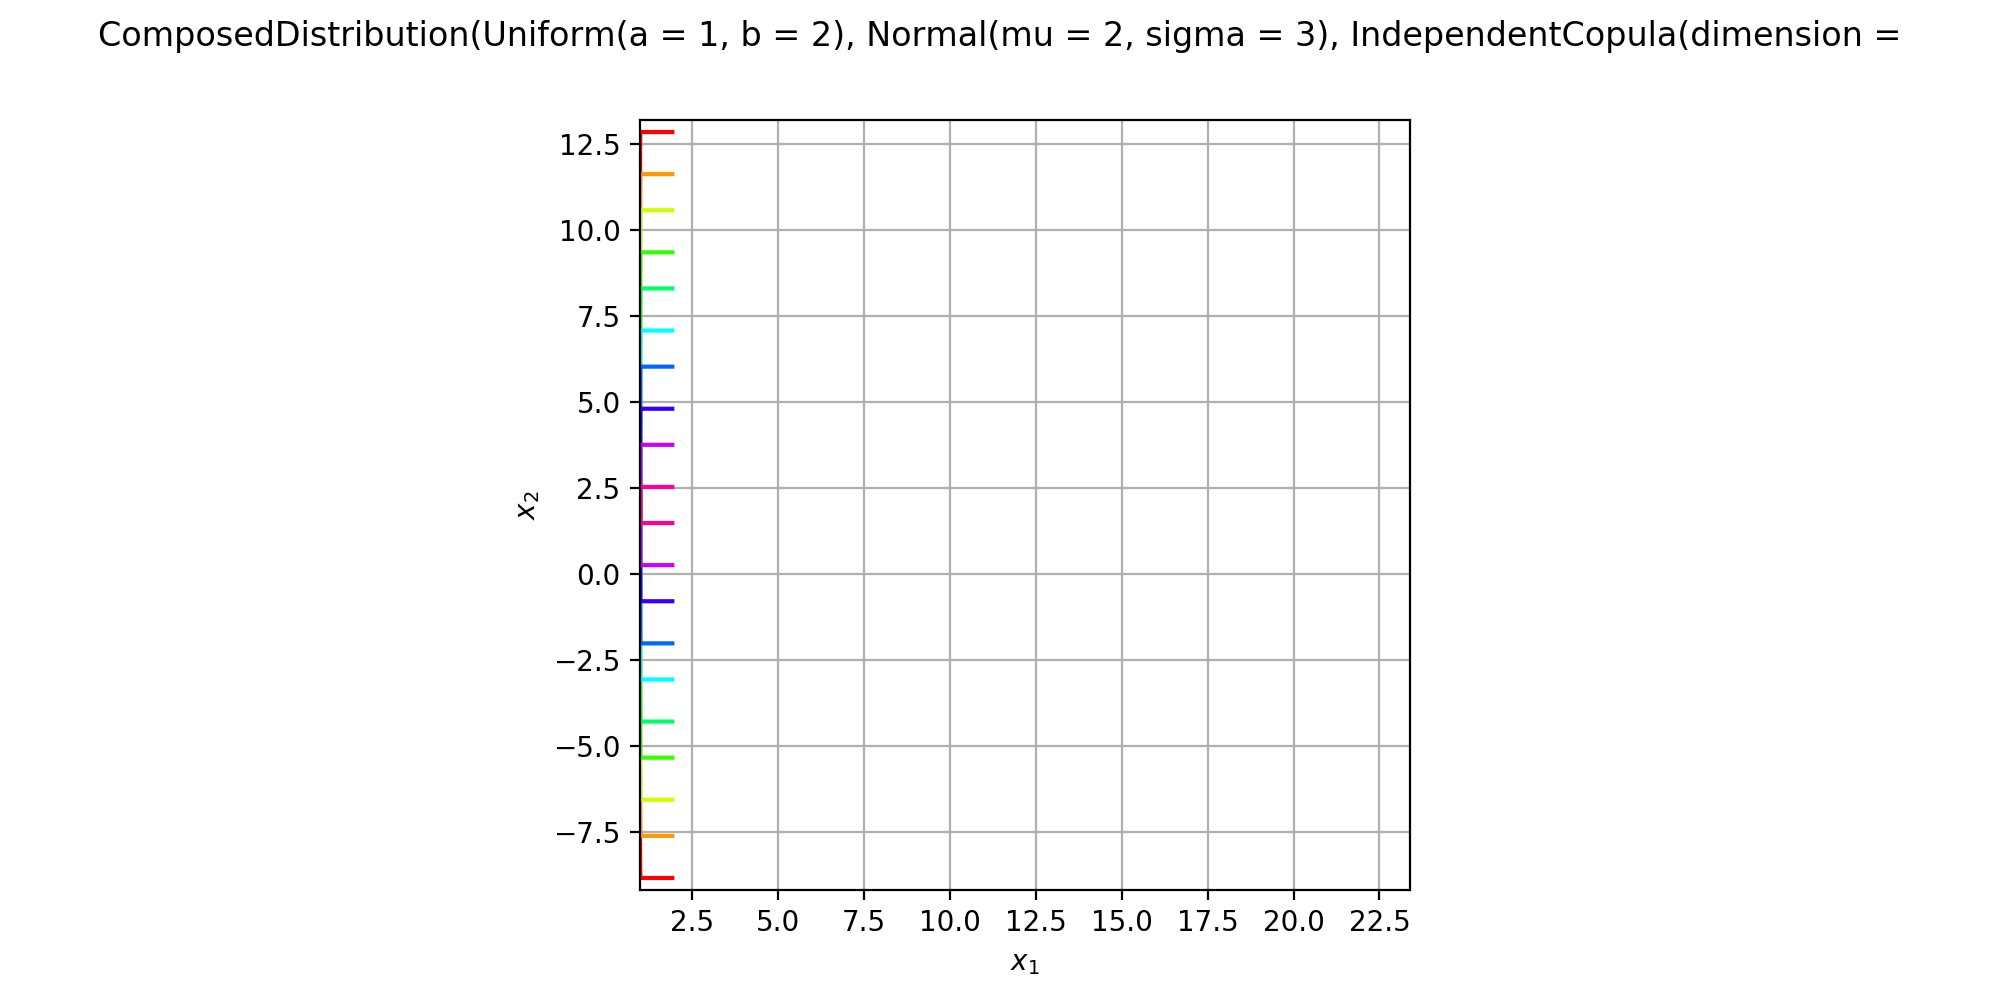 ComposedDistribution(Uniform(a = 1, b = 2), Normal(mu = 2, sigma = 3), IndependentCopula(dimension =
12.5
10.0
7.5
5.0
2.5
0.0
−2.5
−5.0
−7.5
x₂
2.5 5.0 7.5 10.0 12.5 15.0 17.5 20.0 22.5
x₁